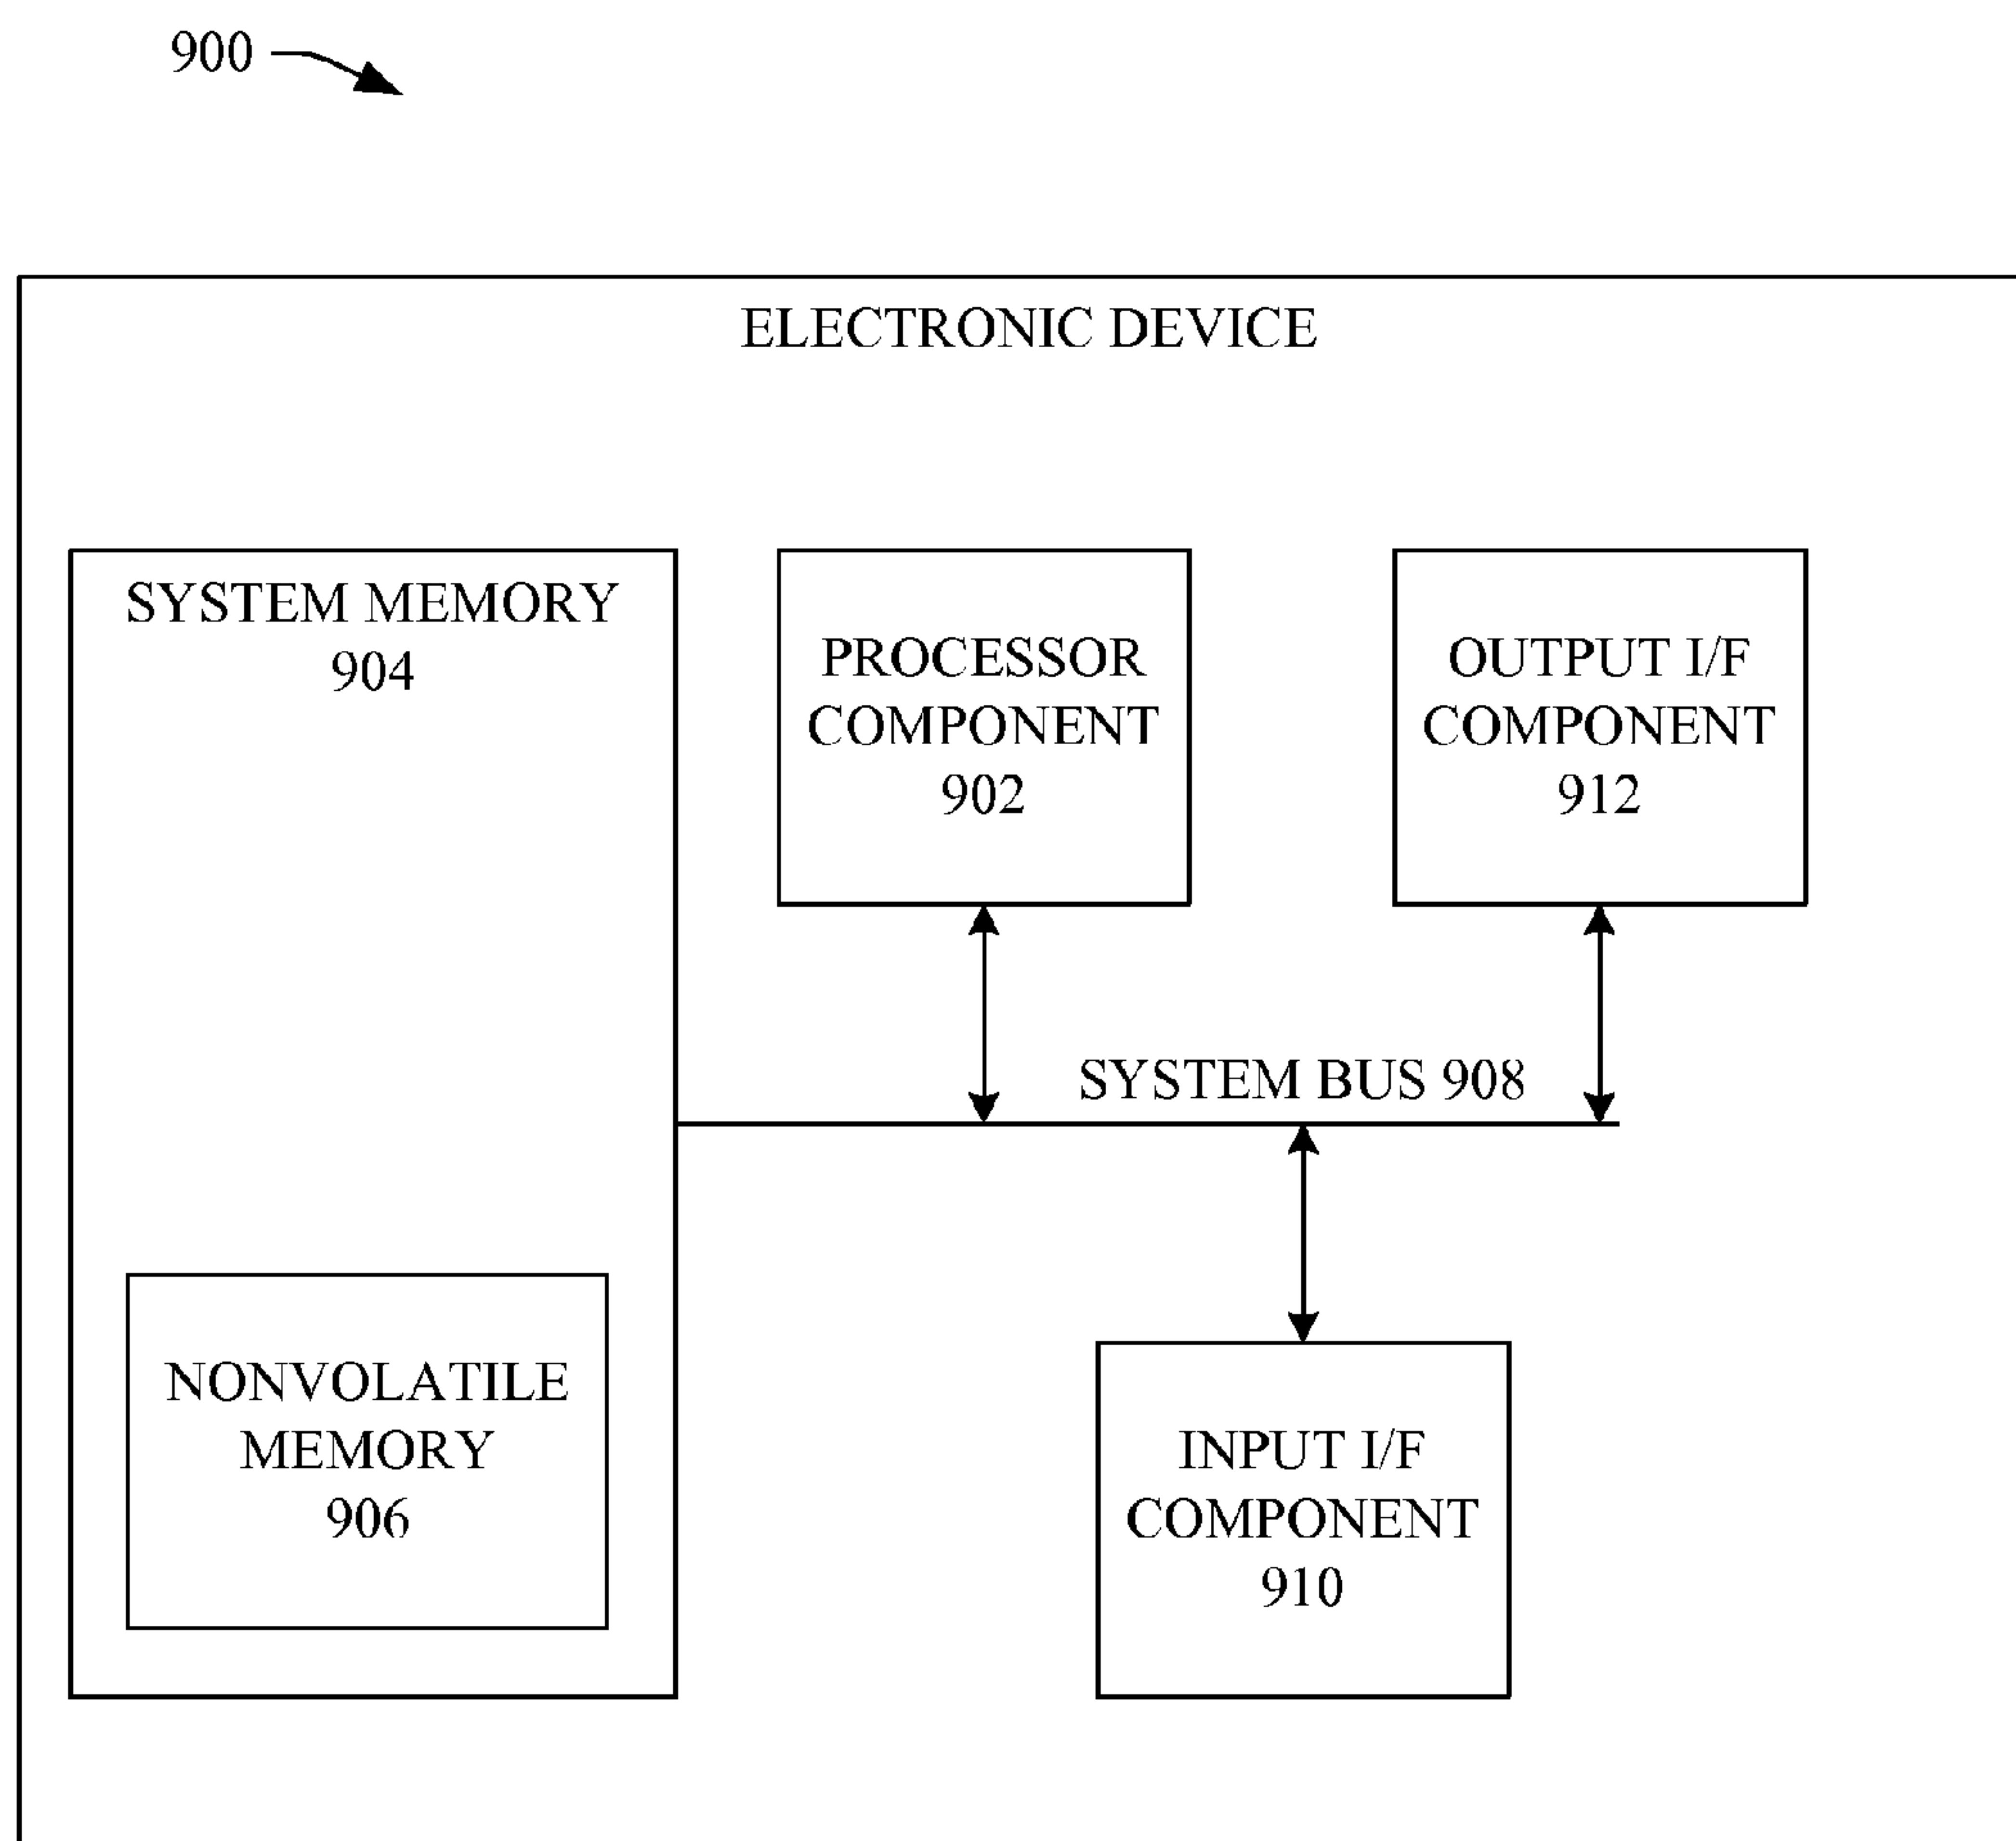 900
ELECTRONIC DEVICE
SYSTEM MEMORY
904
PROCESSOR
COMPONENT
902
OUTPUT I/F
COMPONENT
912
SYSTEM BUS 908
NONVOLATILE
MEMORY
906
INPUT I/F
COMPONENT
910